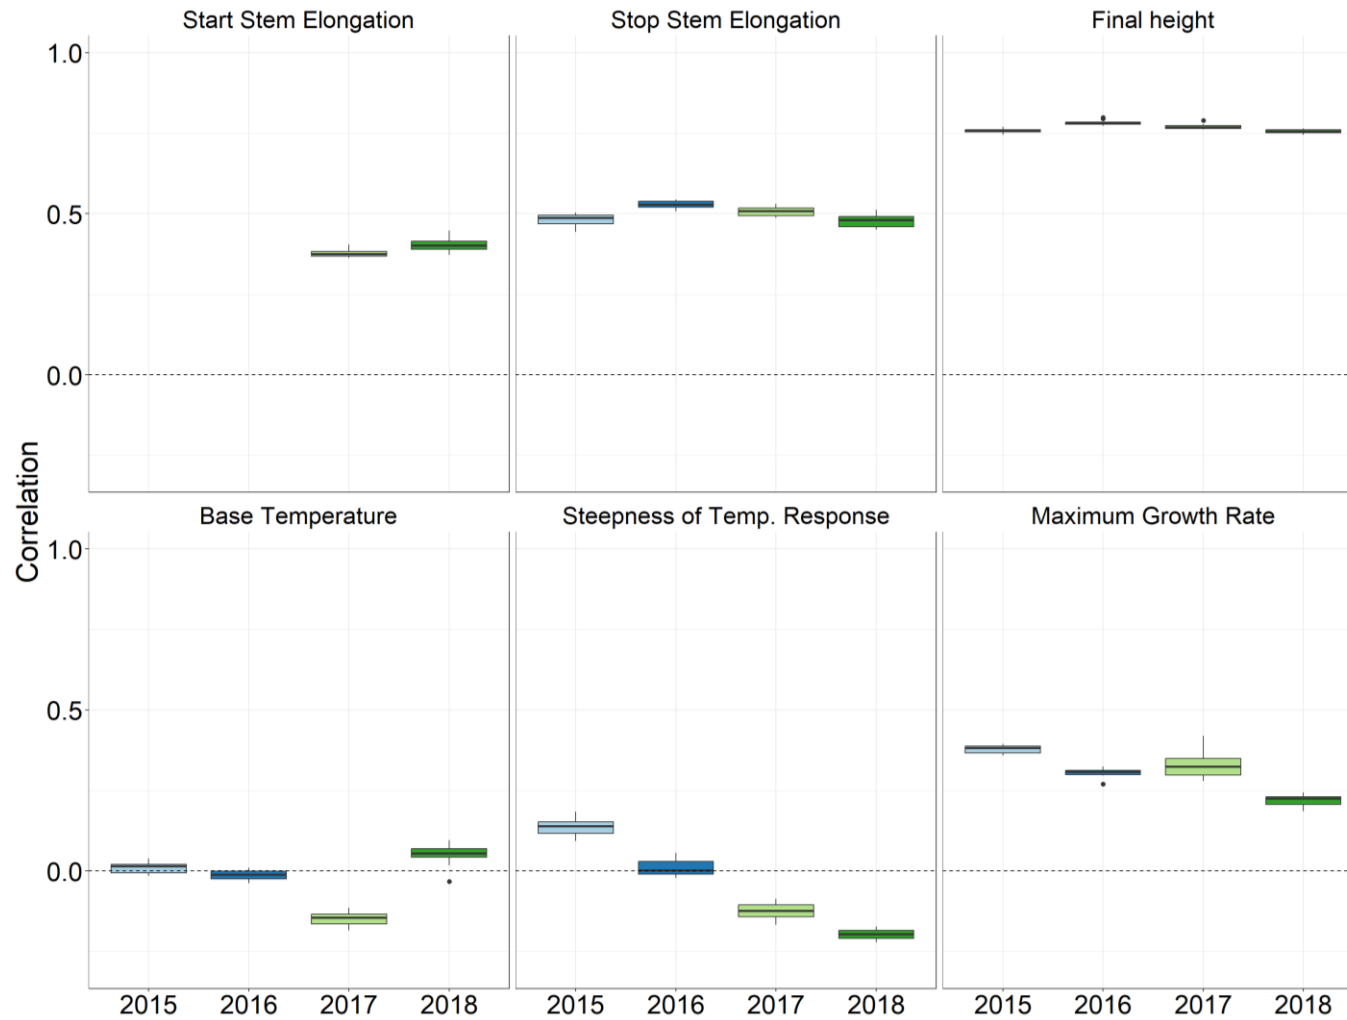 Start Stem Elongation
Stop Stem Elongation
Final height
1.0
0.5
0.0
Correlation
Base Temperature
Steepness of Temp. Response
Maximum Growth Rate
1.0
0.5
0.0
2015 2016 2017 2018
2015 2016 2017 2018
2015 2016 2017 2018